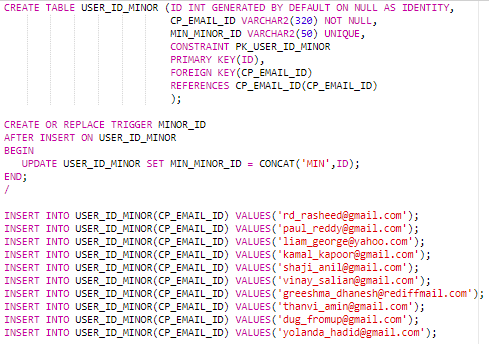 CREATE TABLE USER_ID_MINOR (ID INT GENERATED BY DEFAULT ON NULL AS IDENTITY,
CP_EMAIL_ID VARCHAR2(320) NOT NULL,
MIN_MINOR_ID VARCHAR2(50) UNIQUE,
CONSTRAINT PK_USER_ID_MINOR
PRIMARY KEY(ID),
FOREIGN KEY(CP_EMAIL_ID)
REFERENCES CP_EMAIL_ID(CP_EMAIL_ID)
);
CREATE OR REPLACE TRIGGER MINOR_ID
AFTER INSERT ON USER_ID_MINOR
BEGIN
UPDATE USER_ID_MINOR SET MIN_MINOR_ID = CONCAT('MIN',ID);
END;
/
INSERT INTO USER_ID_MINOR(CP_EMAIL_ID) VALUES('rd_rasheed@gmail.com');
INSERT INTO USER_ID_MINOR(CP_EMAIL_ID) VALUES('paul_reddy@gmail.com');
INSERT INTO USER_ID_MINOR(CP_EMAIL_ID) VALUES('liam_george@yahoo.com');
INSERT INTO USER_ID_MINOR(CP_EMAIL_ID) VALUES('kamal_kapoor@gmail.com');
INSERT INTO USER_ID_MINOR(CP_EMAIL_ID) VALUES('shaji_anil@gmail.com');
INSERT INTO USER_ID_MINOR(CP_EMAIL_ID) VALUES('vinay_salian@gmail.com');
INSERT INTO USER_ID_MINOR(CP_EMAIL_ID) VALUES('greeshma_dhanesh@rediffmail.com');
INSERT INTO USER_ID_MINOR(CP_EMAIL_ID) VALUES('thanvi_amin@gmail.com');
INSERT INTO USER_ID_MINOR(CP_EMAIL_ID) VALUES('dug_fromup@gmail.com');
INSERT INTO USER_ID_MINOR(CP_EMAIL_ID) VALUES('yolanda_hadid@gmail.com');